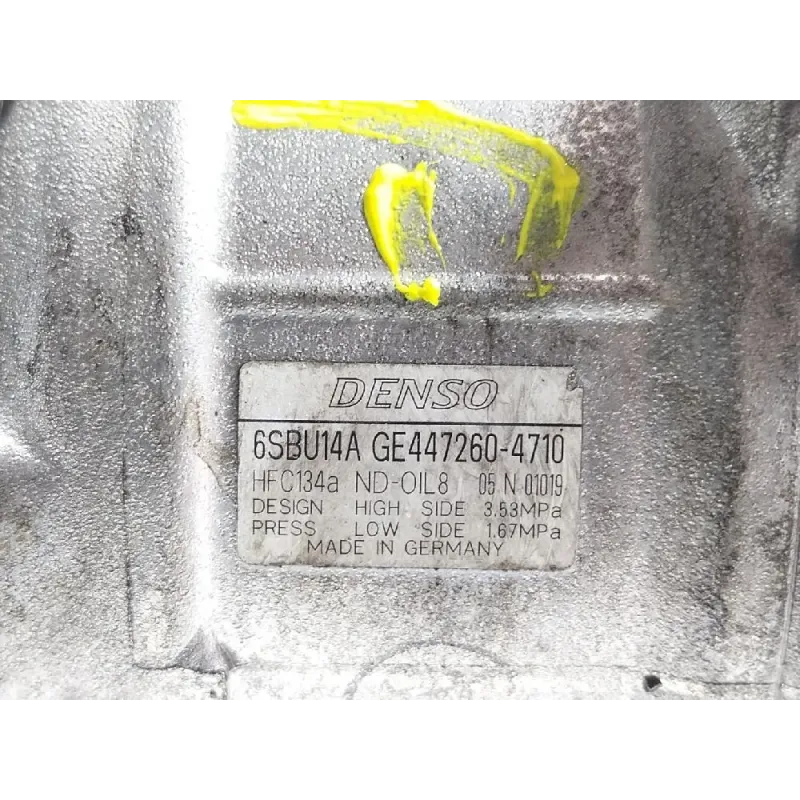 DENSO
6SBU14A GE447260-4710
HFC134a ND-OIL8 05 N 01019
DESIGN HIGH SIDE 3.53MPa
PRESS LOW SIDE 1.67MPa
MADE IN GERMANY